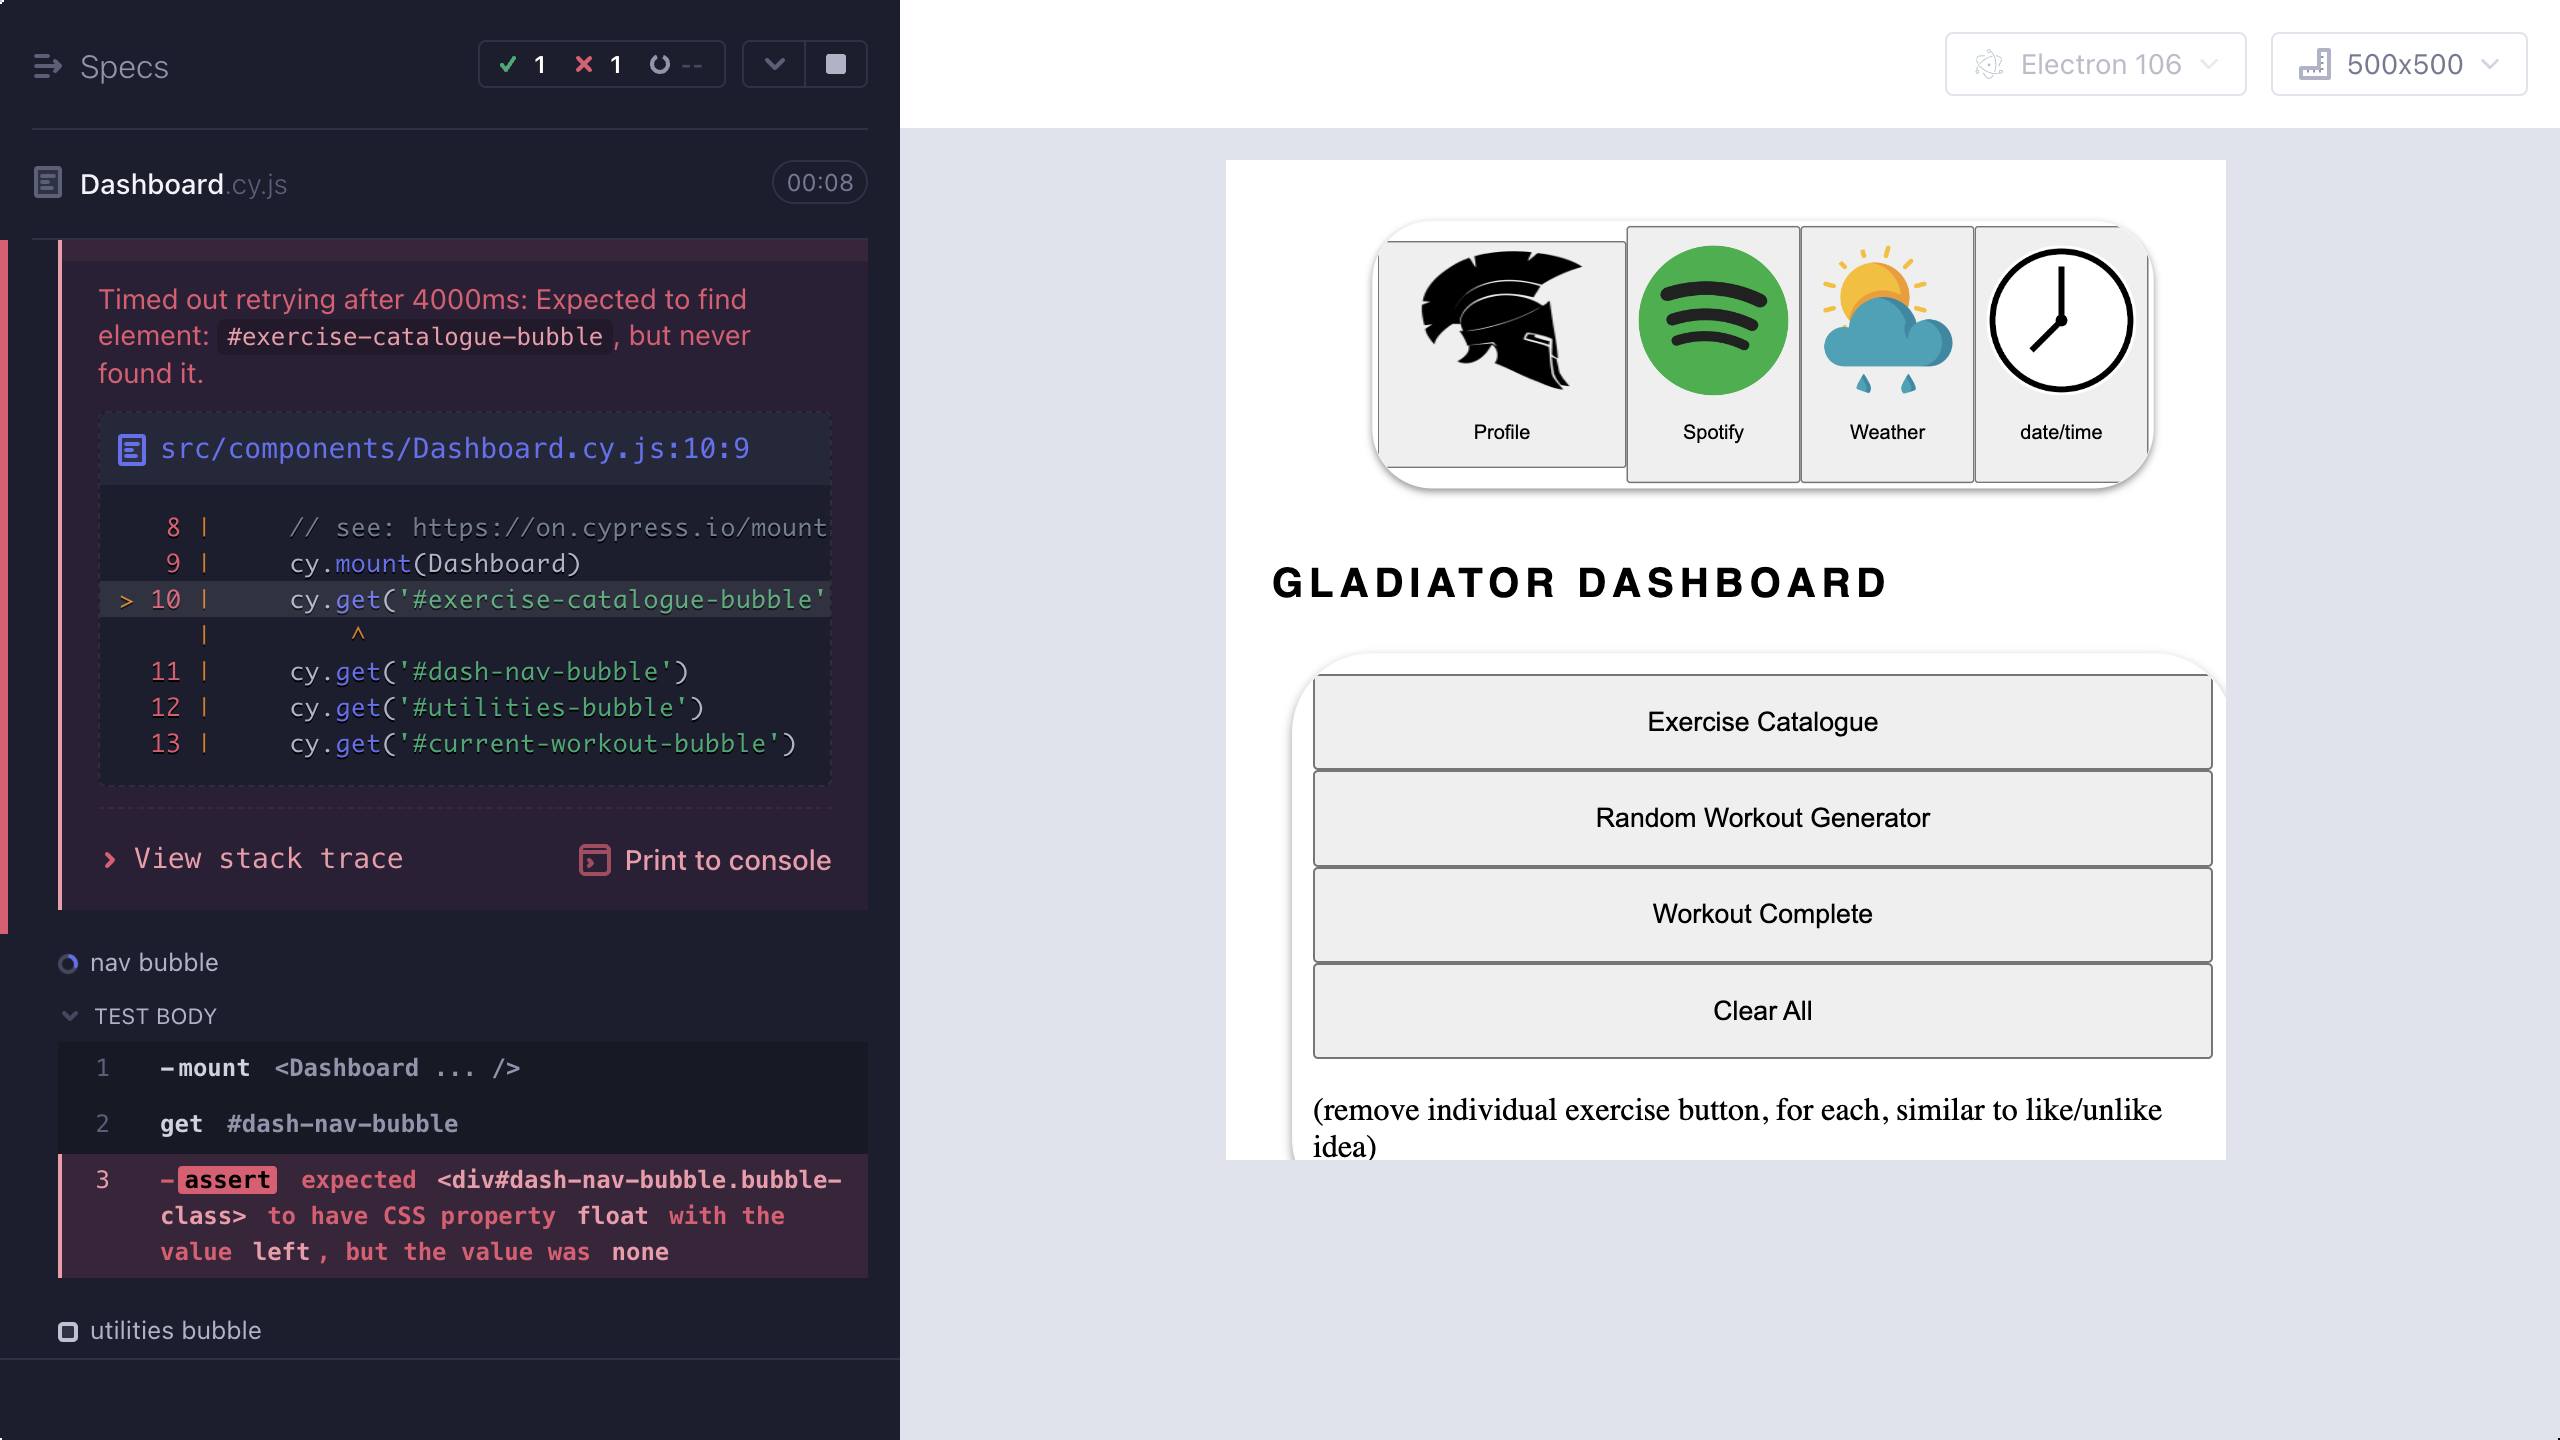 Specs
1
1
--
Electron 106
500x500
Dashboard.cy.js
00:08
Timed out retrying after 4000ms: Expected to find
element: #exercise-catalogue-bubble, but never
found it.
src/components/Dashboard.cy.js:10:9
8 | // see: https://on.cypress.io/mount
9 | cy.mount(Dashboard)
> 10 | cy.get('#exercise-catalogue-bubble'
| ^
11 | cy.get('#dash-nav-bubble')
12 | cy.get('#utilities-bubble')
13 | cy.get('#current-workout-bubble')
View stack trace
Print to console
nav bubble
TEST BODY
1 -mount <Dashboard ... />
2 get #dash-nav-bubble
3 -assert expected <div#dash-nav-bubble.bubble-
class> to have CSS property float with the
value left, but the value was none
utilities bubble
Profile
Spotify
Weather
date/time
GLADIATOR DASHBOARD
Exercise Catalogue
Random Workout Generator
Workout Complete
Clear All
(remove individual exercise button, for each, similar to like/unlike
idea)